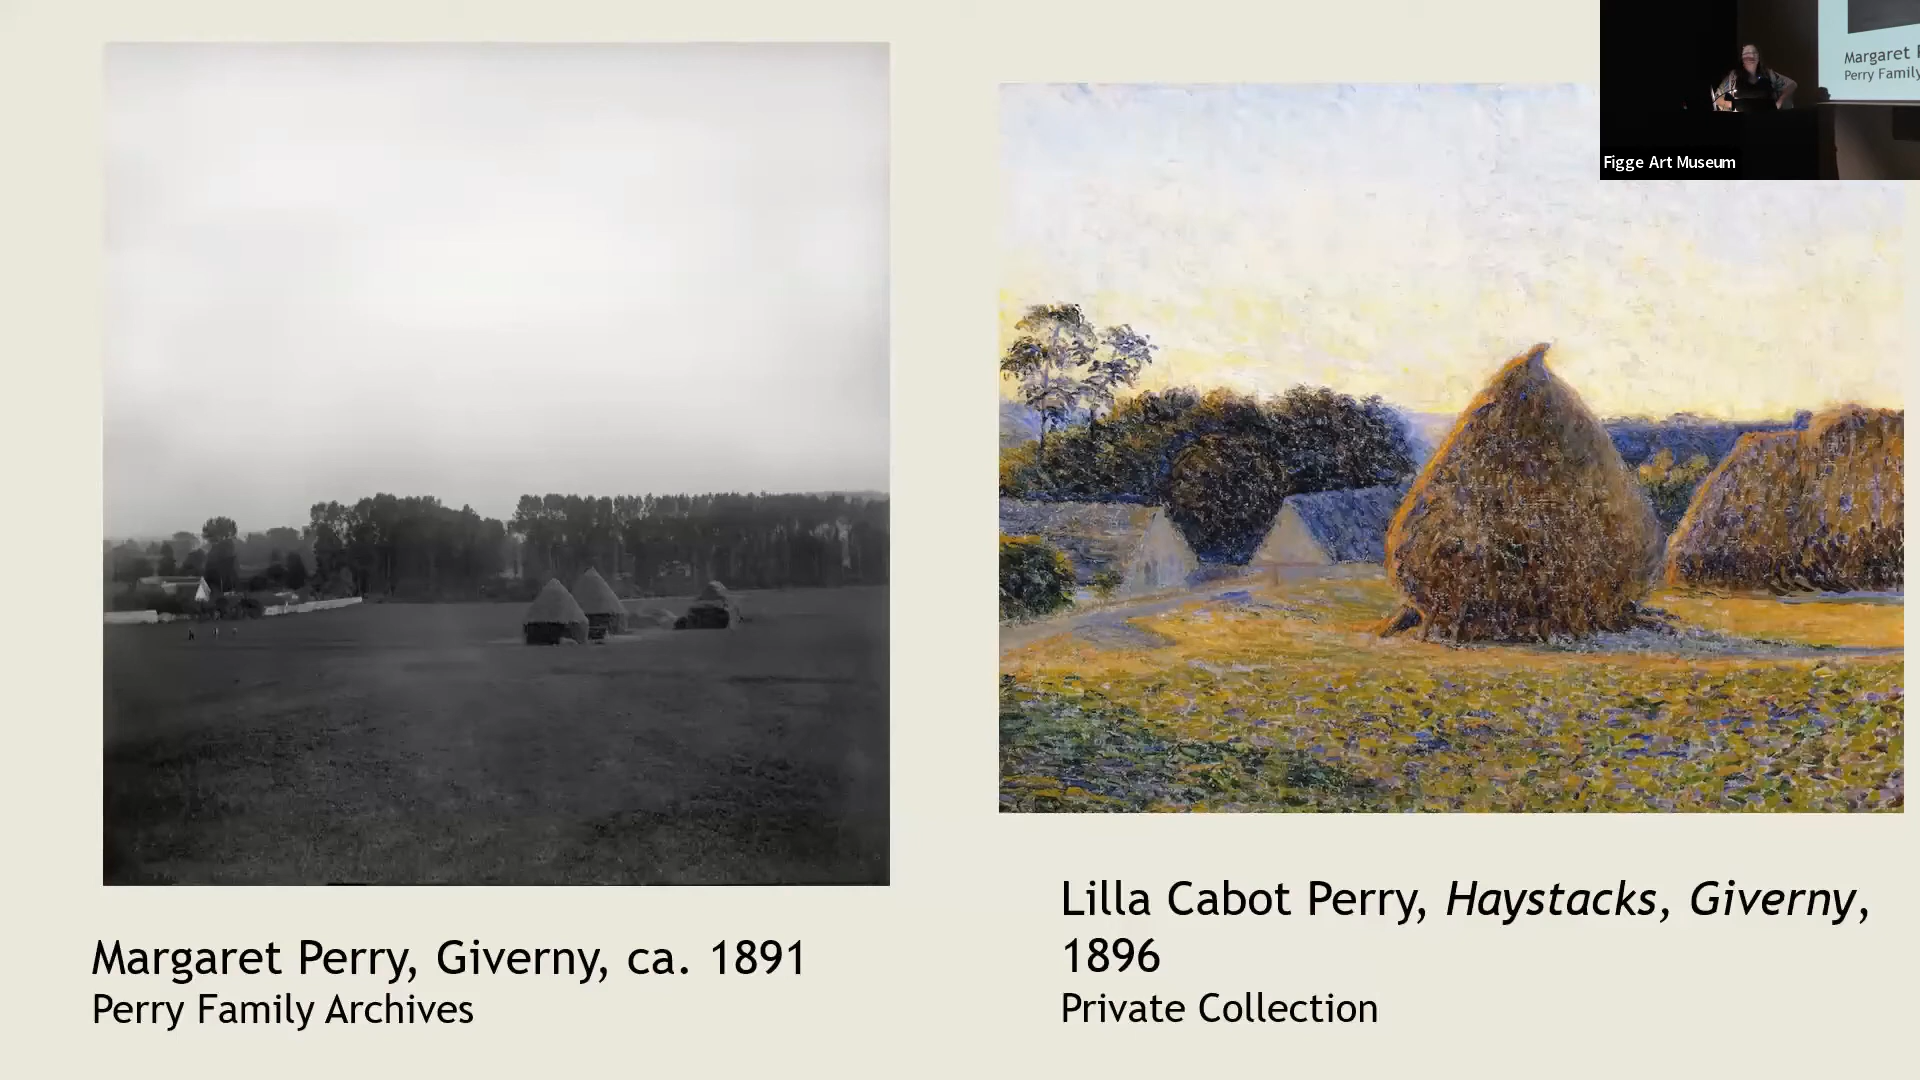 Margaret Perry, Giverny, ca. 1891
Perry Family Archives
Lilla Cabot Perry, Haystacks, Giverny,
1896
Private Collection
Margaret
Perry Family
Figge Art Museum